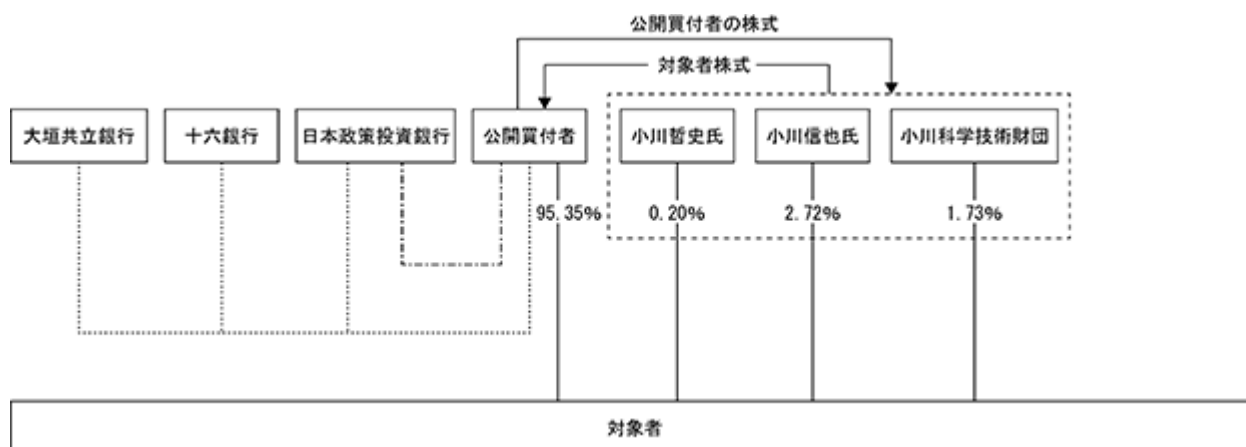 公開買付者の株式
対象者株式
大垣共立銀行
十六銀行
日本政策投資銀行
公開買付者
小川哲史氏
小川信也氏
小川科学技術財団
95.35%
0.20%
2.72%
1.73%
対象者